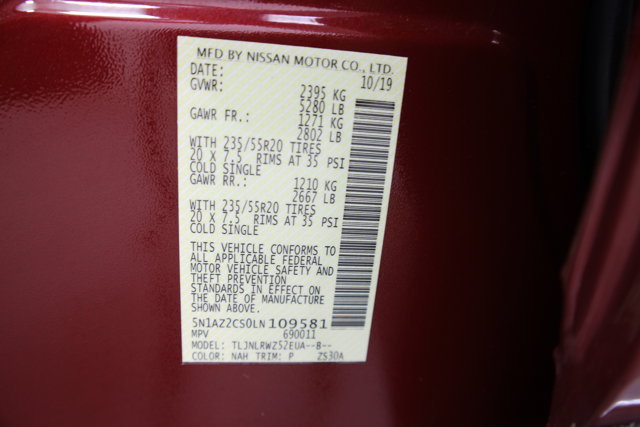 MFD BY NISSAN MOTOR CO., LTD.
DATE: 10/19
GVWR: 2395 KG
5280 LB
GAWR FR.: 1271 KG
2802 LB
WITH 235/55R20 TIRES
20 X 7.5 RIMS AT 35 PSI
COLD SINGLE
GAWR RR.: 1210 KG
2667 LB
WITH 235/55R20 TIRES
20 X 7.5 RIMS AT 35 PSI
COLD SINGLE
THIS VEHICLE CONFORMS TO
ALL APPLICABLE FEDERAL
MOTOR VEHICLE SAFETY AND
THEFT PREVENTION
STANDARDS IN EFFECT ON
THE DATE OF MANUFACTURE
SHOWN ABOVE.
5N1AZ2CS0LN109581
MPV 690011
MODEL: TLJNLRWZ52EUA--B--
COLOR: NAH TRIM: P ZS30A